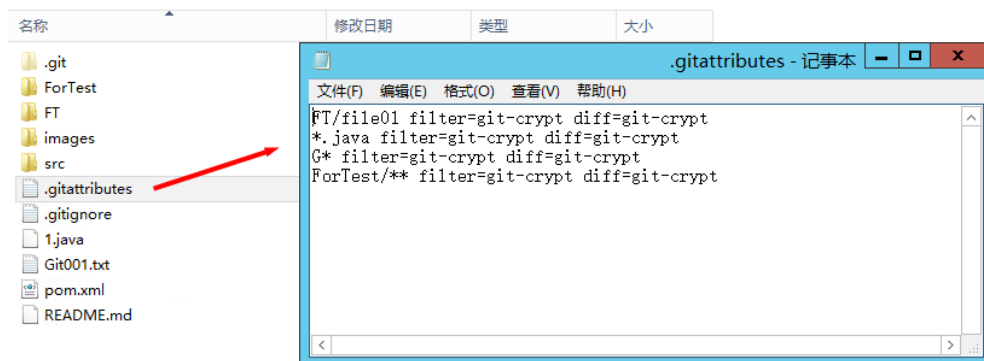 名称 修改日期 类型 大小
.git
ForTest
FT
images
src
.gitattributes
.gitignore
1.java
Git001.txt
pom.xml
README.md
.gitattributes - 记事本
文件(F) 编辑(E) 格式(O) 查看(V) 帮助(H)
FT/file01 filter=git-crypt diff=git-crypt
*.java filter=git-crypt diff=git-crypt
G* filter=git-crypt diff=git-crypt
ForTest/** filter=git-crypt diff=git-crypt